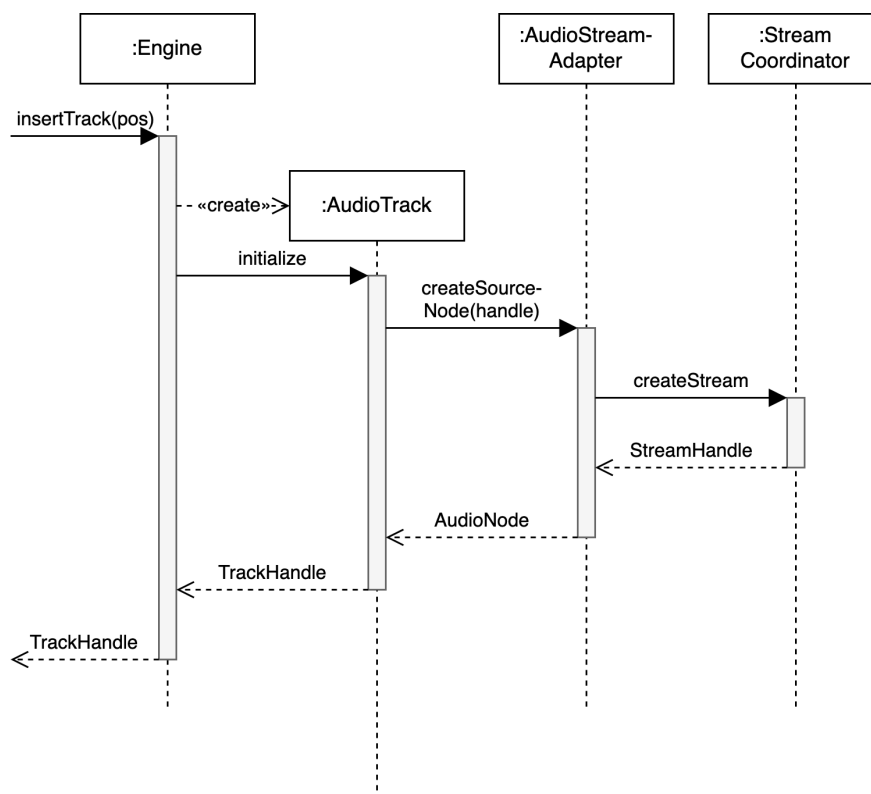 :Engine
:AudioStream-
Adapter
:Stream
Coordinator
insertTrack(pos)
«create»
:AudioTrack
initialize
createSource-
Node(handle)
createStream
StreamHandle
AudioNode
TrackHandle
TrackHandle